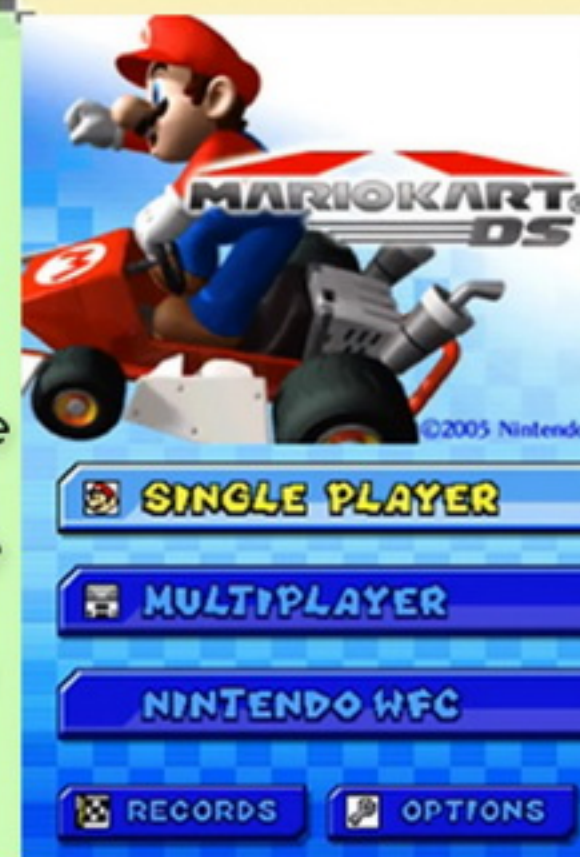 MARIOKART®
DS
©2005 Nintendo
SINGLE PLAYER
MULTIPLAYER
NINTENDO WFC
RECORDS
OPTIONS